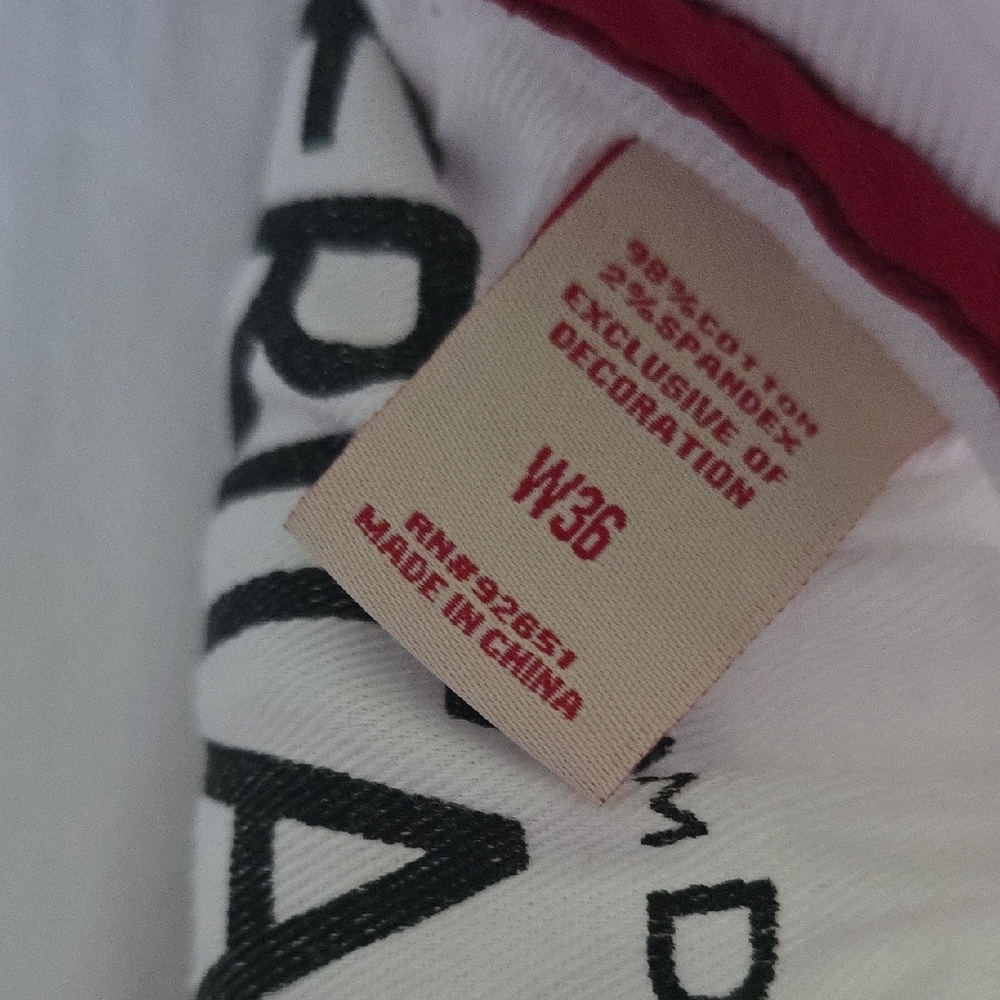 98%COTTON
2%SPANDEX
EXCLUSIVE OF
DECORATION
W36
RN#92651
MADE IN CHINA